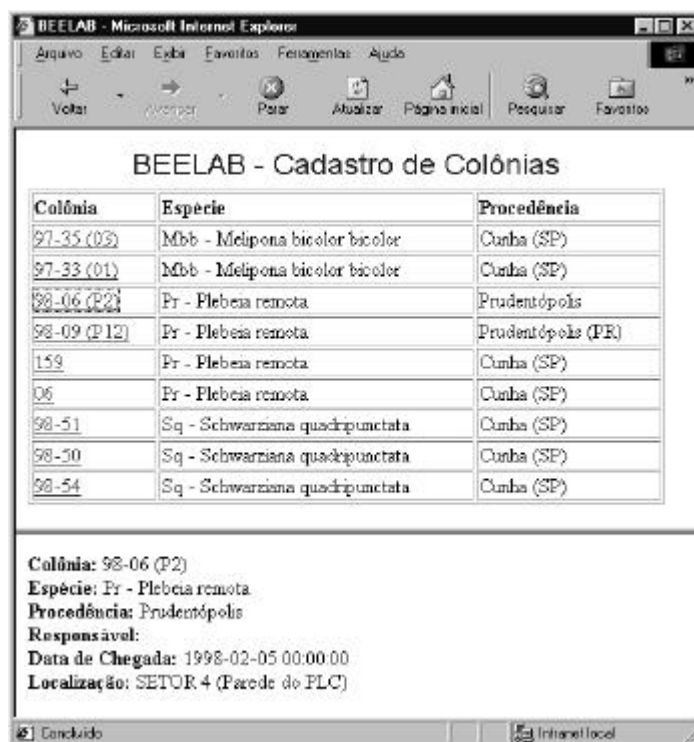 BEELAB - Microsoft Internet Explorer
Arquivo Editar Exibir Favoritos Ferramentas Ajuda
Voltar Avançar Parar Atualizar Página inicial Pesquisar Favoritos »
BEELAB - Cadastro de Colônias
Colônia Espécie Procedência
97-35 (03) Mbb - Melipona bicolor bicolor Cunha (SP)
97-33 (01) Mbb - Melipona bicolor bicolor Cunha (SP)
98-06 (P2) Pr - Plebeia remota Prudentópolis
98-09 (P12) Pr - Plebeia remota Prudentópolis (PR)
159 Pr - Plebeia remota Cunha (SP)
06 Pr - Plebeia remota Cunha (SP)
98-51 Sq - Schwarziana quadripunctata Cunha (SP)
98-50 Sq - Schwarziana quadripunctata Cunha (SP)
98-54 Sq - Schwarziana quadripunctata Cunha (SP)
Colônia: 98-06 (P2)
Espécie: Pr - Plebeia remota
Procedência: Prudentópolis
Responsável:
Data de Chegada: 1998-02-05 00:00:00
Localização: SETOR 4 (Parede do PLC)
Concluído Intranet local